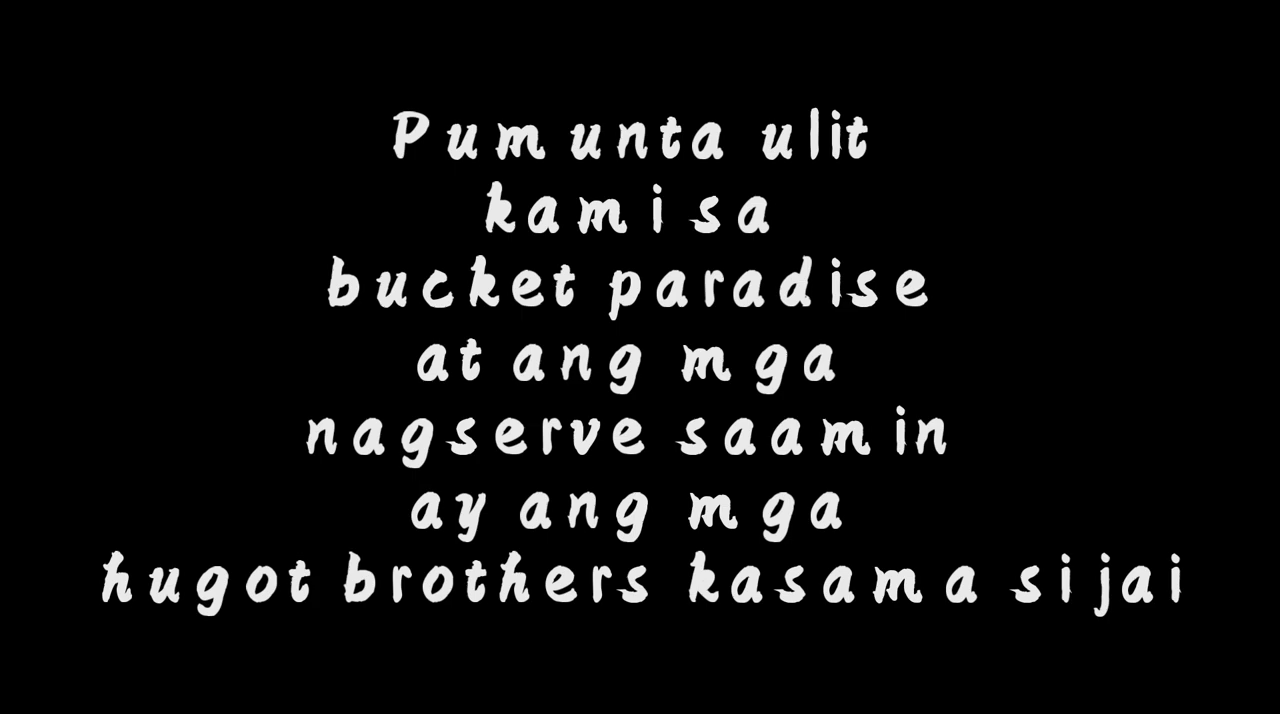 Pumunta ulit
kami sa
bucket paradise
at ang mga
nagserve saamin
ay ang mga
hugot brothers kasama si jai